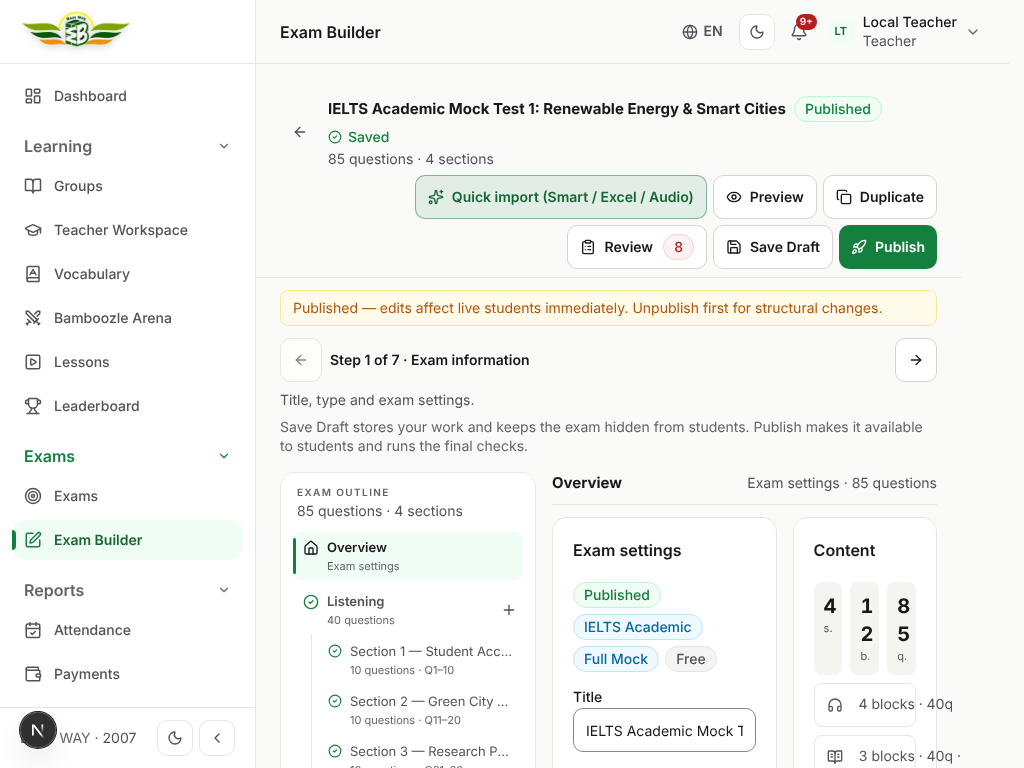 Exam Builder
EN
9+
LT
Local Teacher
Teacher
Dashboard
Learning
Groups
Teacher Workspace
Vocabulary
Bamboozle Arena
Lessons
Leaderboard
Exams
Exams
Exam Builder
Reports
Attendance
Payments
N
WAY · 2007
IELTS Academic Mock Test 1: Renewable Energy & Smart Cities
Published
Saved
85 questions · 4 sections
Quick import (Smart / Excel / Audio)
Preview
Duplicate
Review 8
Save Draft
Publish
Published — edits affect live students immediately. Unpublish first for structural changes.
Step 1 of 7 · Exam information
Title, type and exam settings.
Save Draft stores your work and keeps the exam hidden from students. Publish makes it available
to students and runs the final checks.
EXAM OUTLINE
85 questions · 4 sections
Overview
Exam settings
Listening
40 questions
Section 1 — Student Acc...
10 questions · Q1–10
Section 2 — Green City ...
10 questions · Q11–20
Section 3 — Research P...
Overview
Exam settings · 85 questions
Exam settings
Published
IELTS Academic
Full Mock
Free
Title
IELTS Academic Mock T
Content
4
s.
12
b.
85
q.
4 blocks · 40q
3 blocks · 40q ·